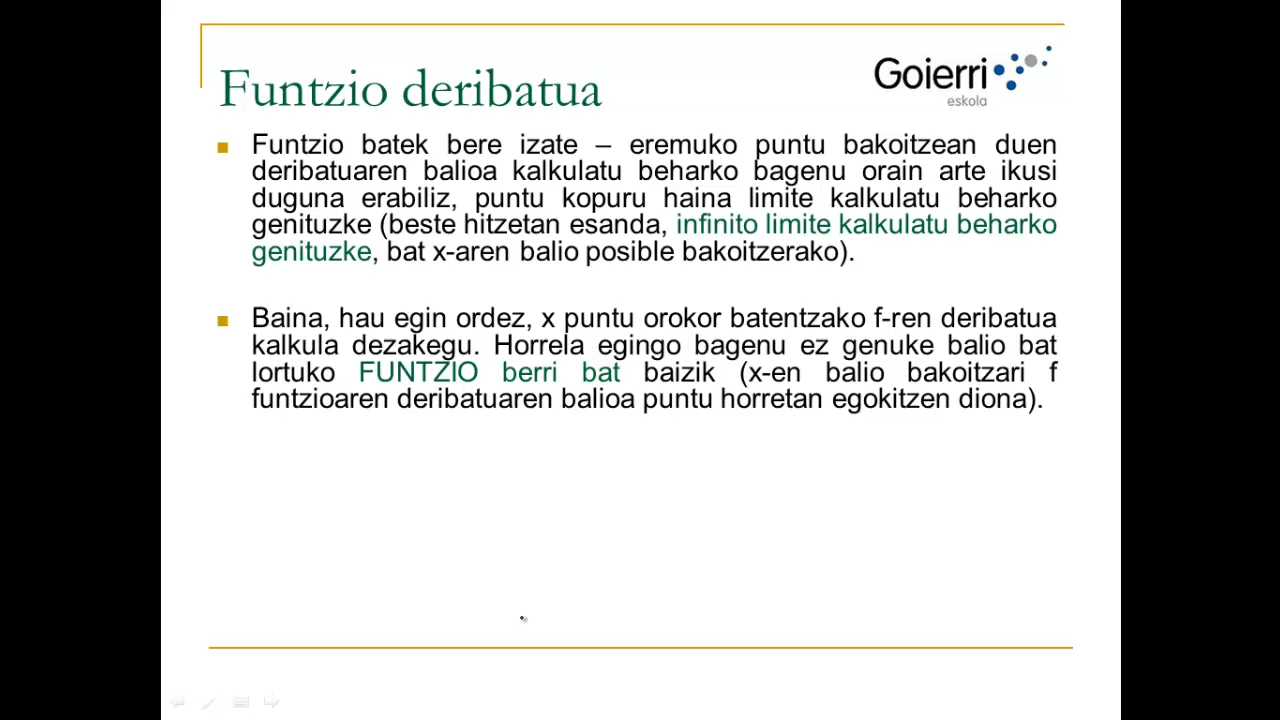 Funtzio deribatua
Goierri
eskola
Funtzio batek bere izate – eremuko puntu bakoitzean duen
deribatuaren balioa kalkulatu beharko bagenu orain arte ikusi
duguna erabiliz, puntu kopuru haina limite kalkulatu beharko
genituzke (beste hitzetan esanda, infinito limite kalkulatu beharko
genituzke, bat x-aren balio posible bakoitzerako).
Baina, hau egin ordez, x puntu orokor batentzako f-ren deribatua
kalkula dezakegu. Horrela egingo bagenu ez genuke balio bat
lortuko FUNTZIO berri bat baizik (x-en balio bakoitzari f
funtzioaren deribatuaren balioa puntu horretan egokitzen diona).